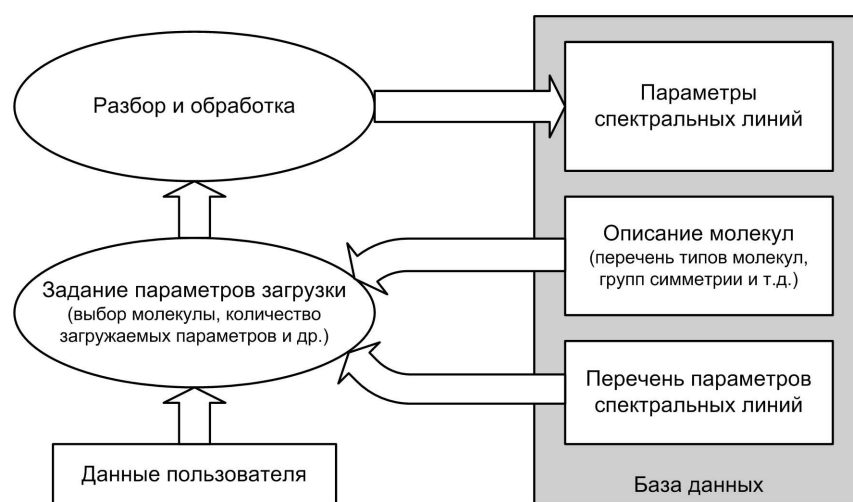 Разбор и обработка
Параметры
спектральных линий
Описание молекул
(перечень типов молекул,
групп симметрии и т.д.)
Задание параметров загрузки
(выбор молекулы, количество
загружаемых параметров и др.)
Перечень параметров
спектральных линий
Данные пользователя
База данных